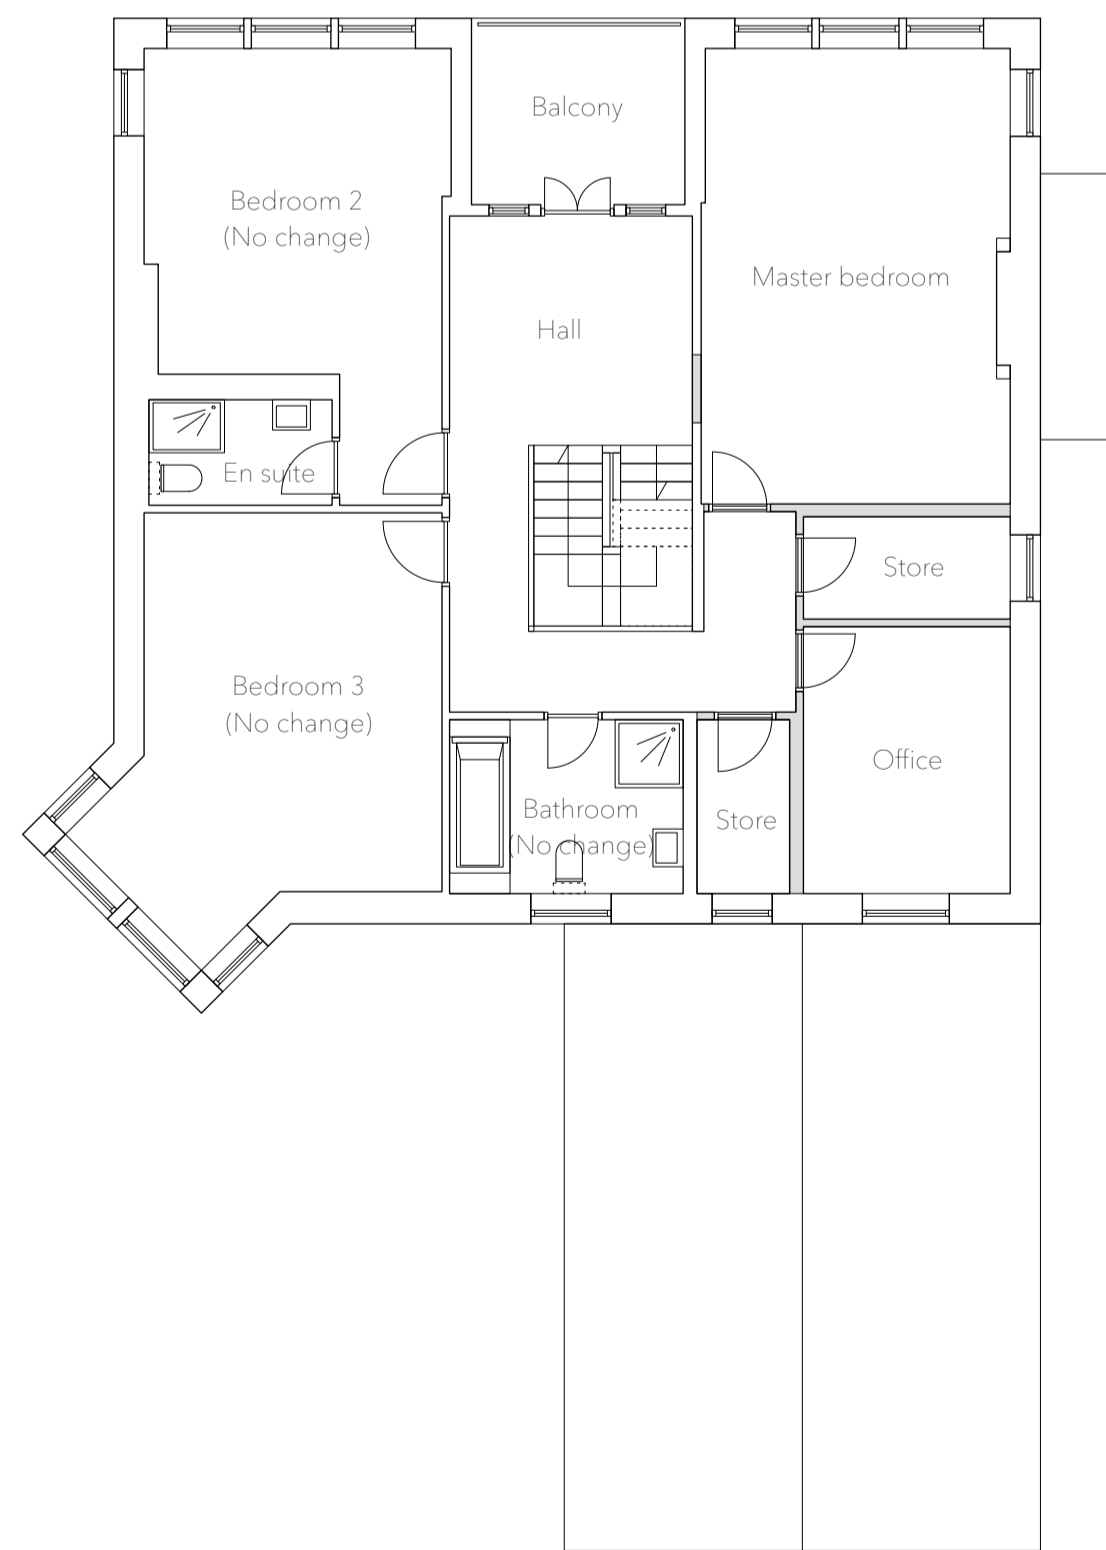 Balcony
Bedroom 2
(No change)
Master bedroom
Hall
En suite
Store
Bedroom 3
(No change)
Office
Bathroom
(No change)
Store